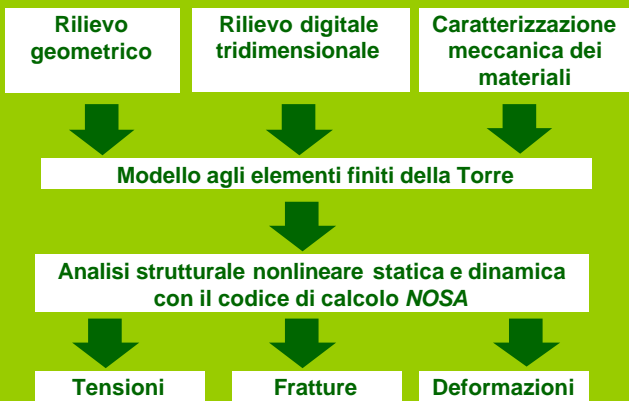 Rilievo
geometrico
Rilievo digitale
tridimensionale
Caratterizzazione
meccanica dei
materiali
Modello agli elementi finiti della Torre
Analisi strutturale nonlineare statica e dinamica
con il codice di calcolo NOSA
Tensioni
Fratture
Deformazioni